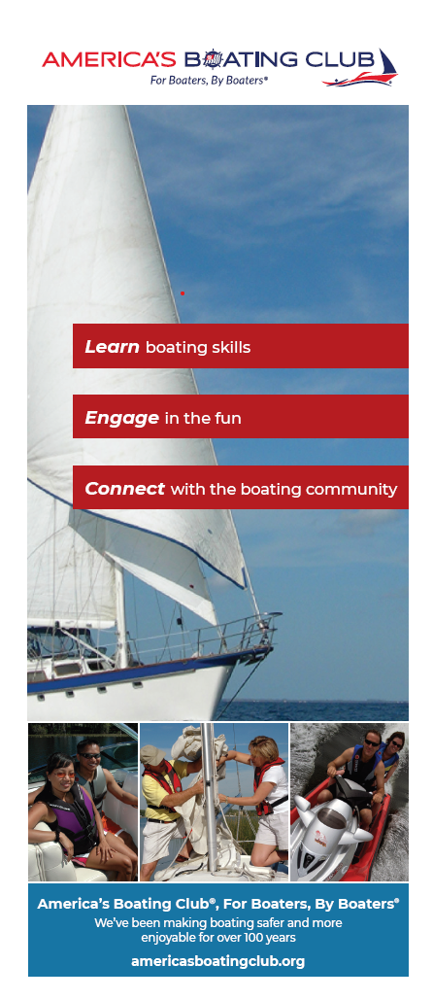 AMERICA'S BOATING CLUB
For Boaters, By Boaters®
Learn boating skills
Engage in the fun
Connect with the boating community
America's Boating Club®, For Boaters, By Boaters®
We've been making boating safer and more
enjoyable for over 100 years
americasboatingclub.org